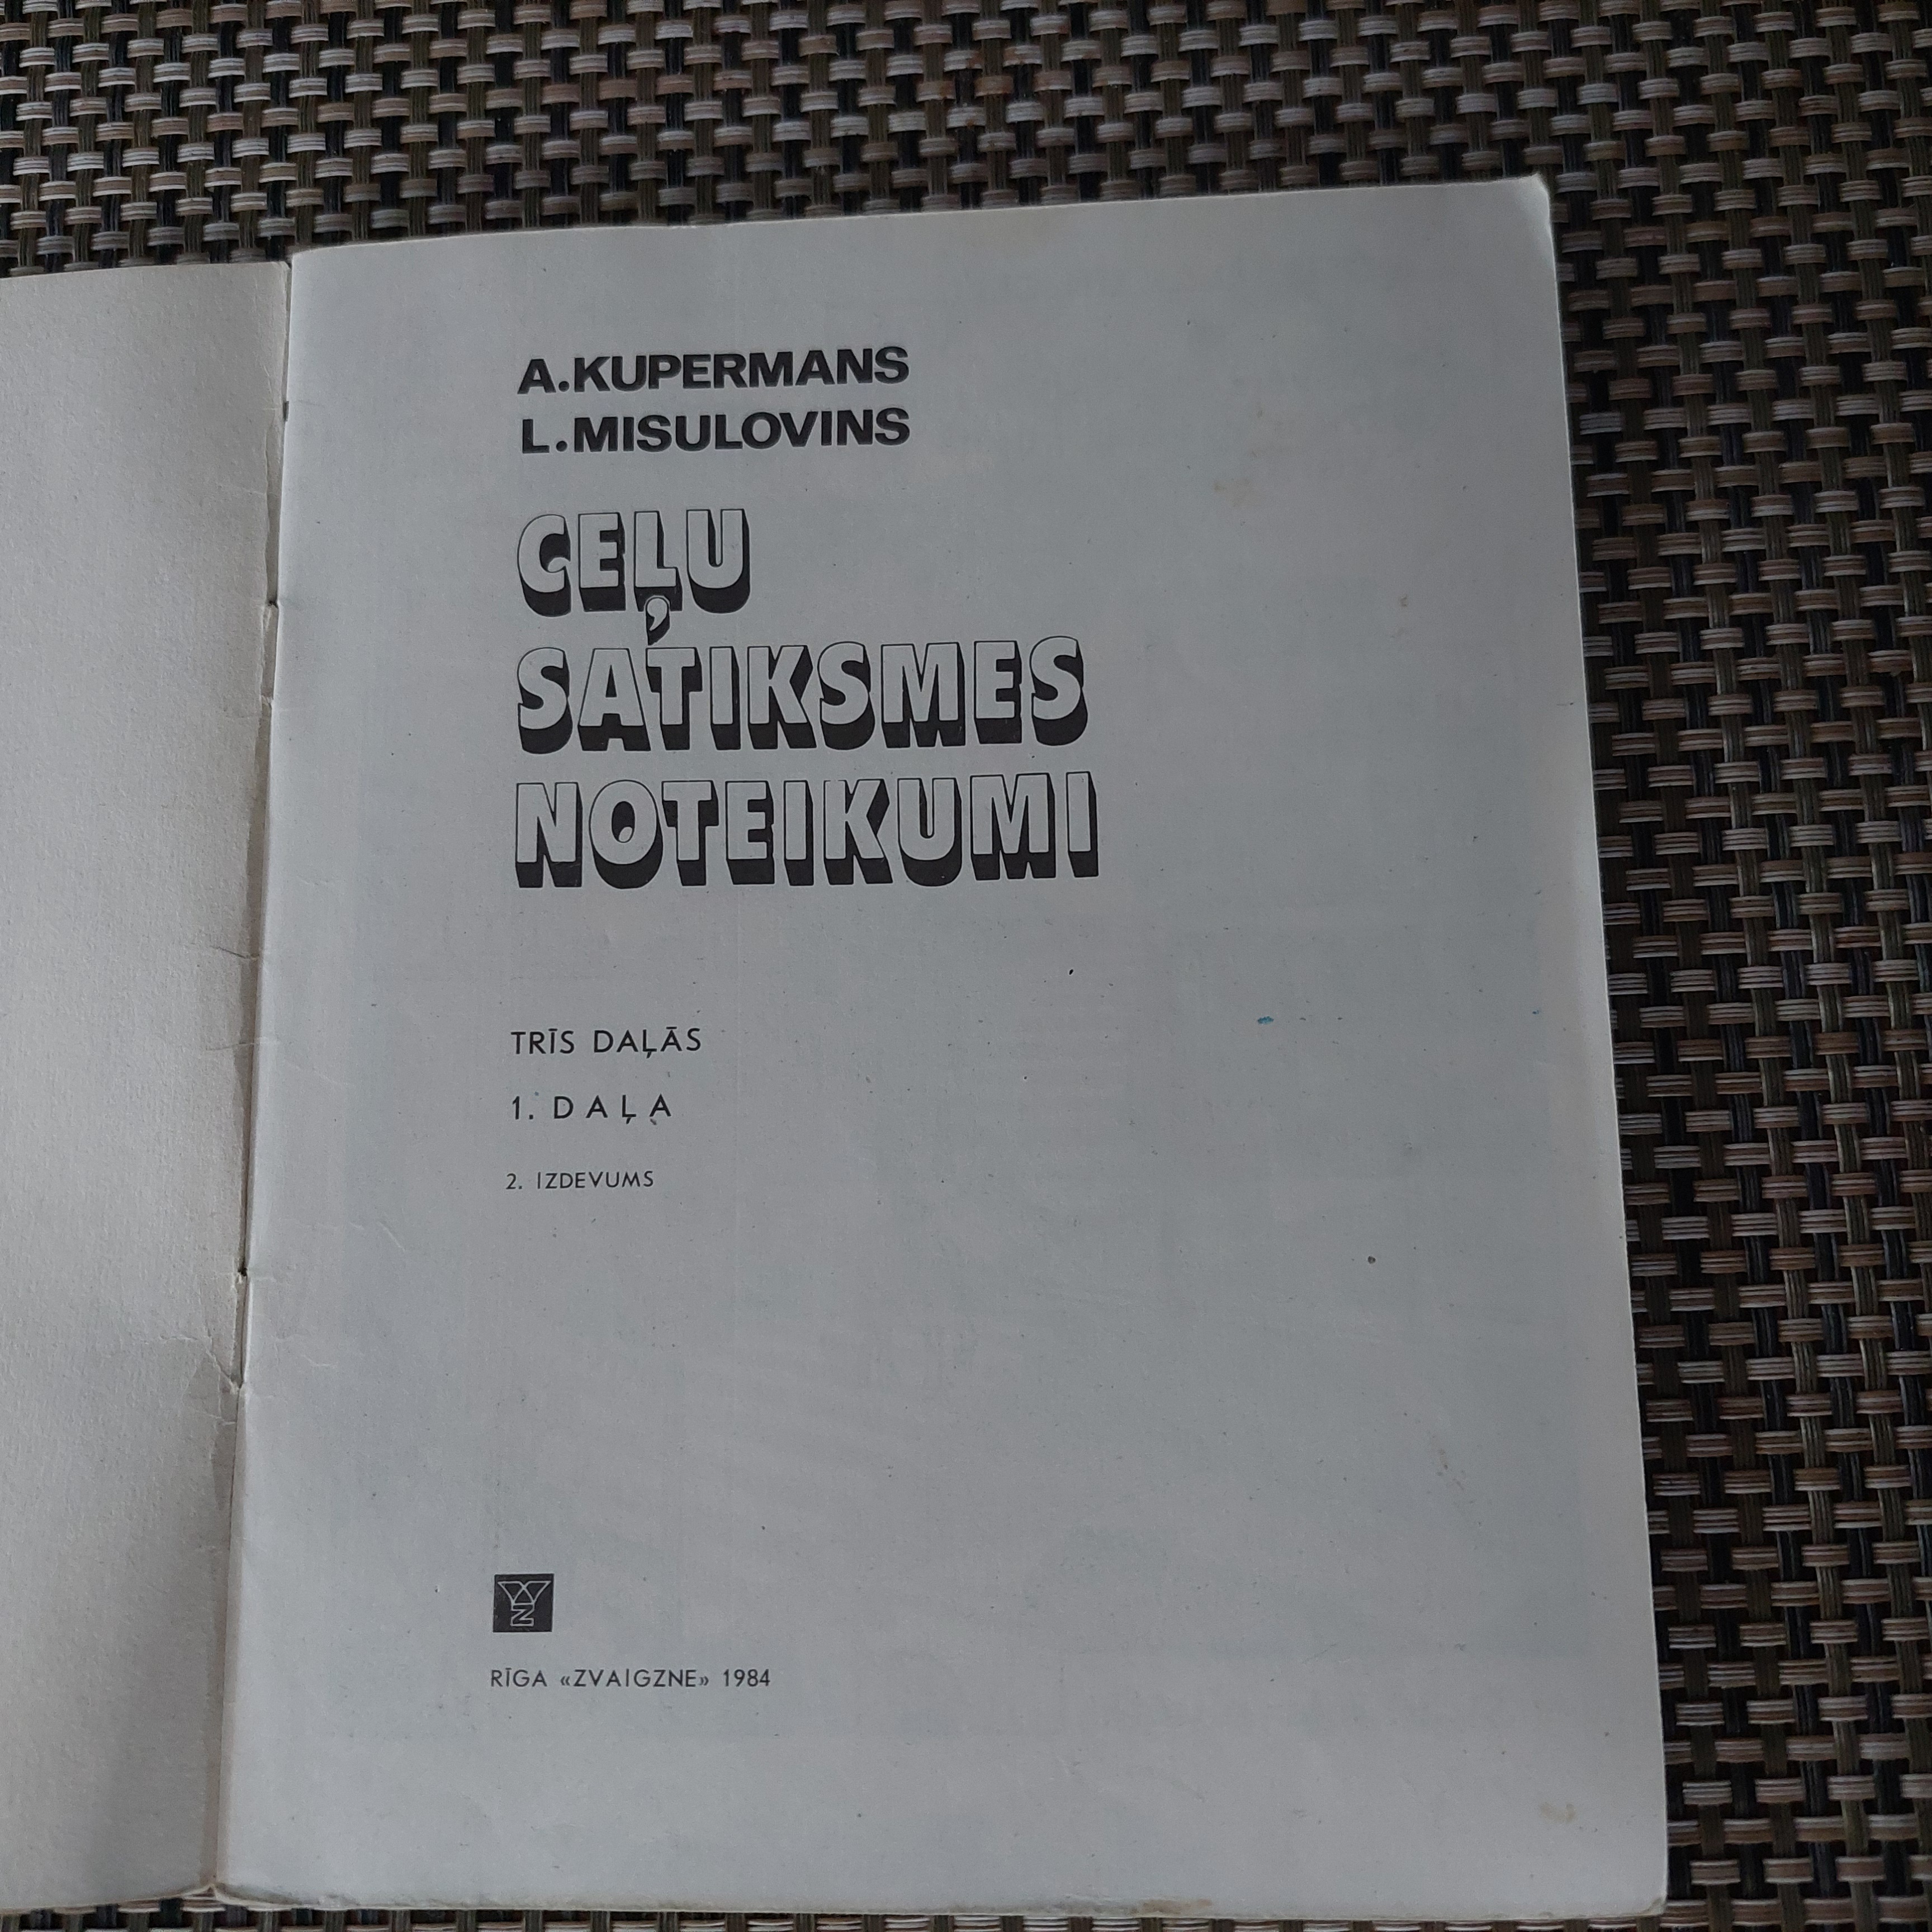 A.KUPERMANS
L.MISULOVINS
CEĻU
SATIKSMES
NOTEIKUMI
TRĪS DAĻĀS
1. DAĻA
2. IZDEVUMS
RĪGA «ZVAIGZNE» 1984